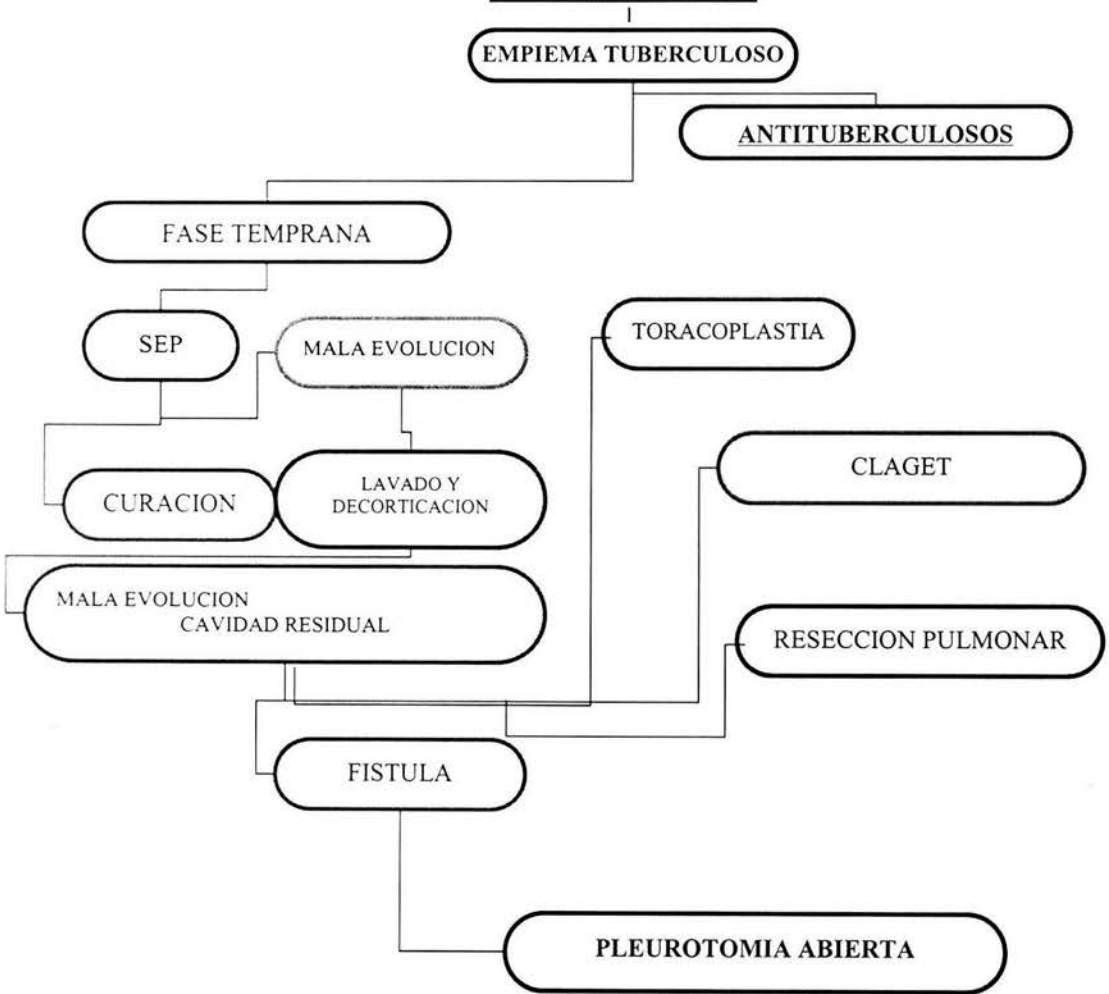 EMPIEMA TUBERCULOSO
ANTITUBERCULOSOS
FASE TEMPRANA
SEP
MALA EVOLUCION
TORACOPLASTIA
CLAGET
CURACION
LAVADO Y
DECORTICACION
MALA EVOLUCION
CAVIDAD RESIDUAL
RESECCION PULMONAR
FISTULA
PLEUROTOMIA ABIERTA